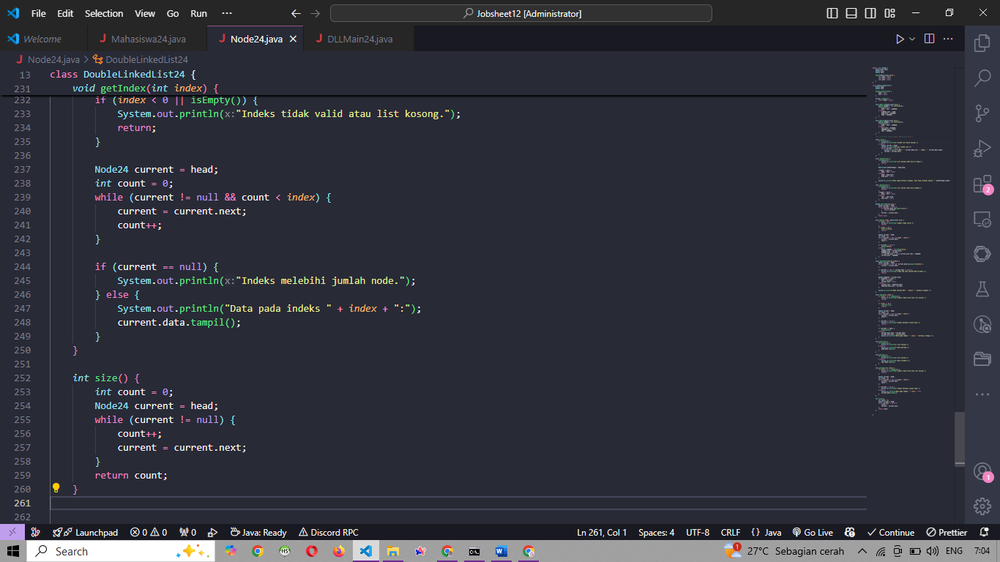 File Edit Selection View Go Run ··· Jobsheet12 [Administrator]
Welcome Mahasiswa24.java Node24.java DLLMain24.java
Node24.java > DoubleLinkedList24
13 class DoubleLinkedList24 {
231 void getIndex(int index) {
232 if (index < 0 || isEmpty()) {
233 System.out.println(x:"Indeks tidak valid atau list kosong.");
234 return;
235 }
236
237 Node24 current = head;
238 int count = 0;
239 while (current != null && count < index) {
240 current = current.next;
241 count++;
242 }
243
244 if (current == null) {
245 System.out.println(x:"Indeks melebihi jumlah node.");
246 } else {
247 System.out.println("Data pada indeks " + index + ":");
248 current.data.tampil();
249 }
250 }
251
252 int size() {
253 int count = 0;
254 Node24 current = head;
255 while (current != null) {
256 count++;
257 current = current.next;
258 }
259 return count;
260 }
261
262
2
1
Launchpad 0 0 0 Java: Ready Discord RPC Ln 261, Col 1 Spaces: 4 UTF-8 CRLF {} Java Go Live Continue Prettier
Search 1 27°C Sebagian cerah ENG 7:04